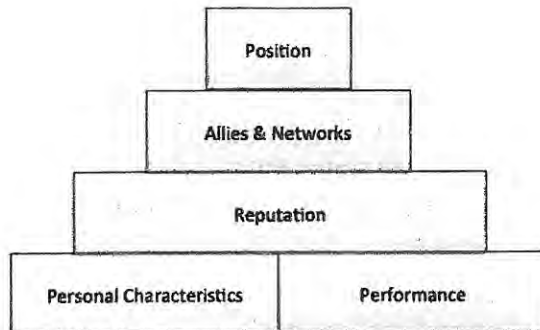 Position
Allies & Networks
Reputation
Personal Characteristics
Performance